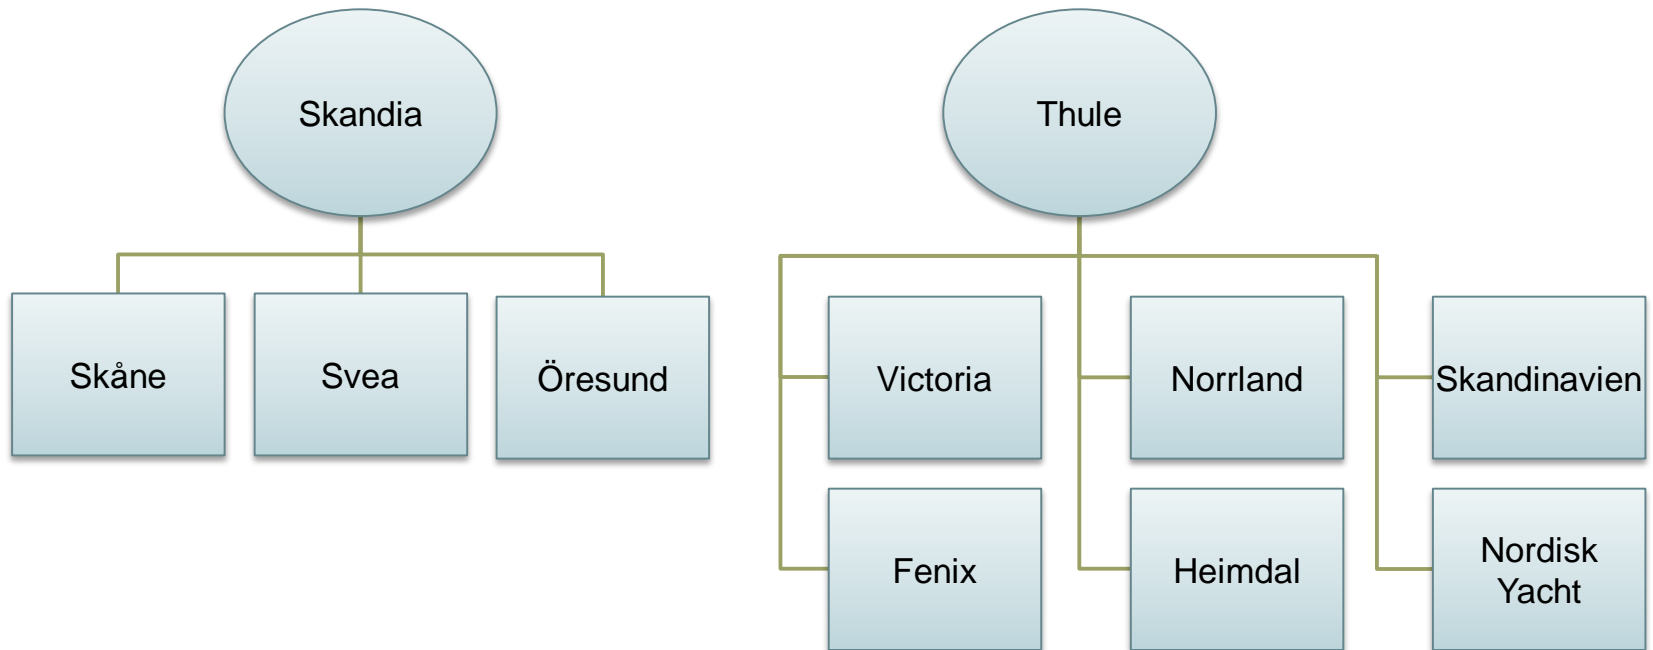 Skandia
Thule
Skåne
Svea
Öresund
Victoria
Norrland
Skandinavien
Fenix
Heimdal
Nordisk
Yacht